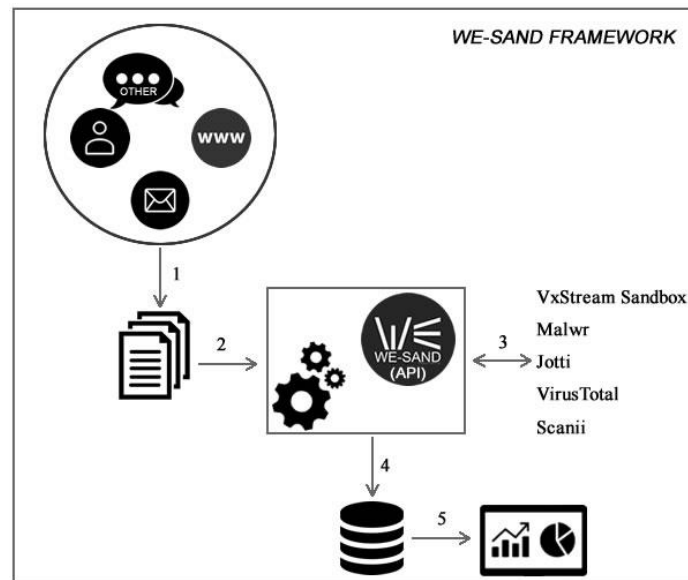 WE-SAND FRAMEWORK
OTHER
www
1
2
WE-SAND
(API)
3
VxStream Sandbox
Malwr
Jotti
VirusTotal
Scanii
4
5